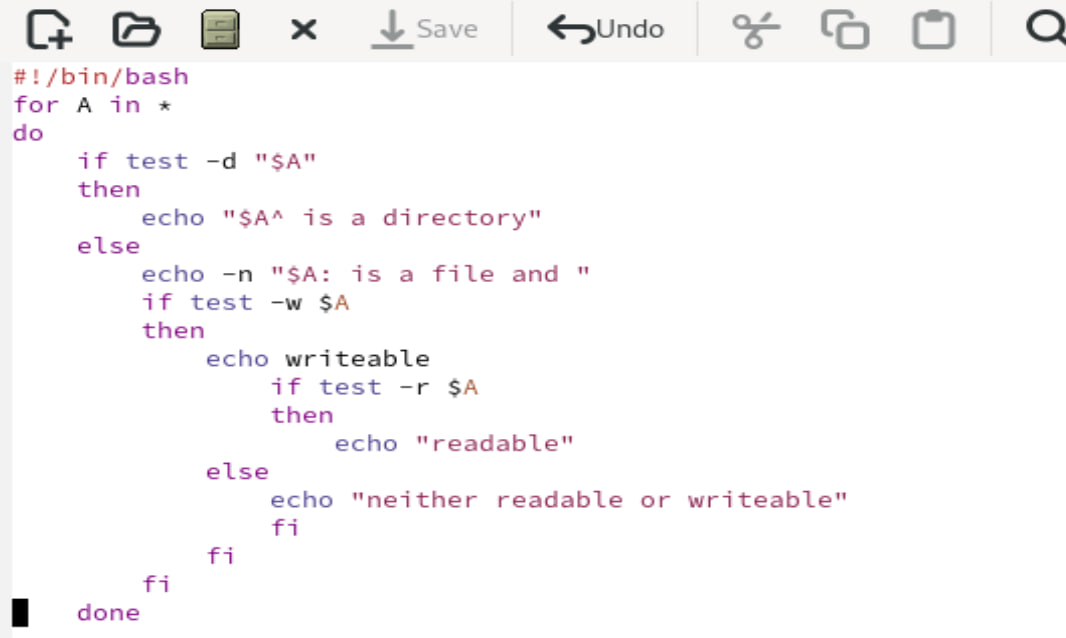 Save Undo
#!/bin/bash
for A in *
do
    if test -d "$A"
    then
        echo "$A^ is a directory"
    else
        echo -n "$A: is a file and "
        if test -w $A
        then
            echo writeable
                if test -r $A
                then
                    echo "readable"
            else
                echo "neither readable or writeable"
                fi
            fi
        fi
    done